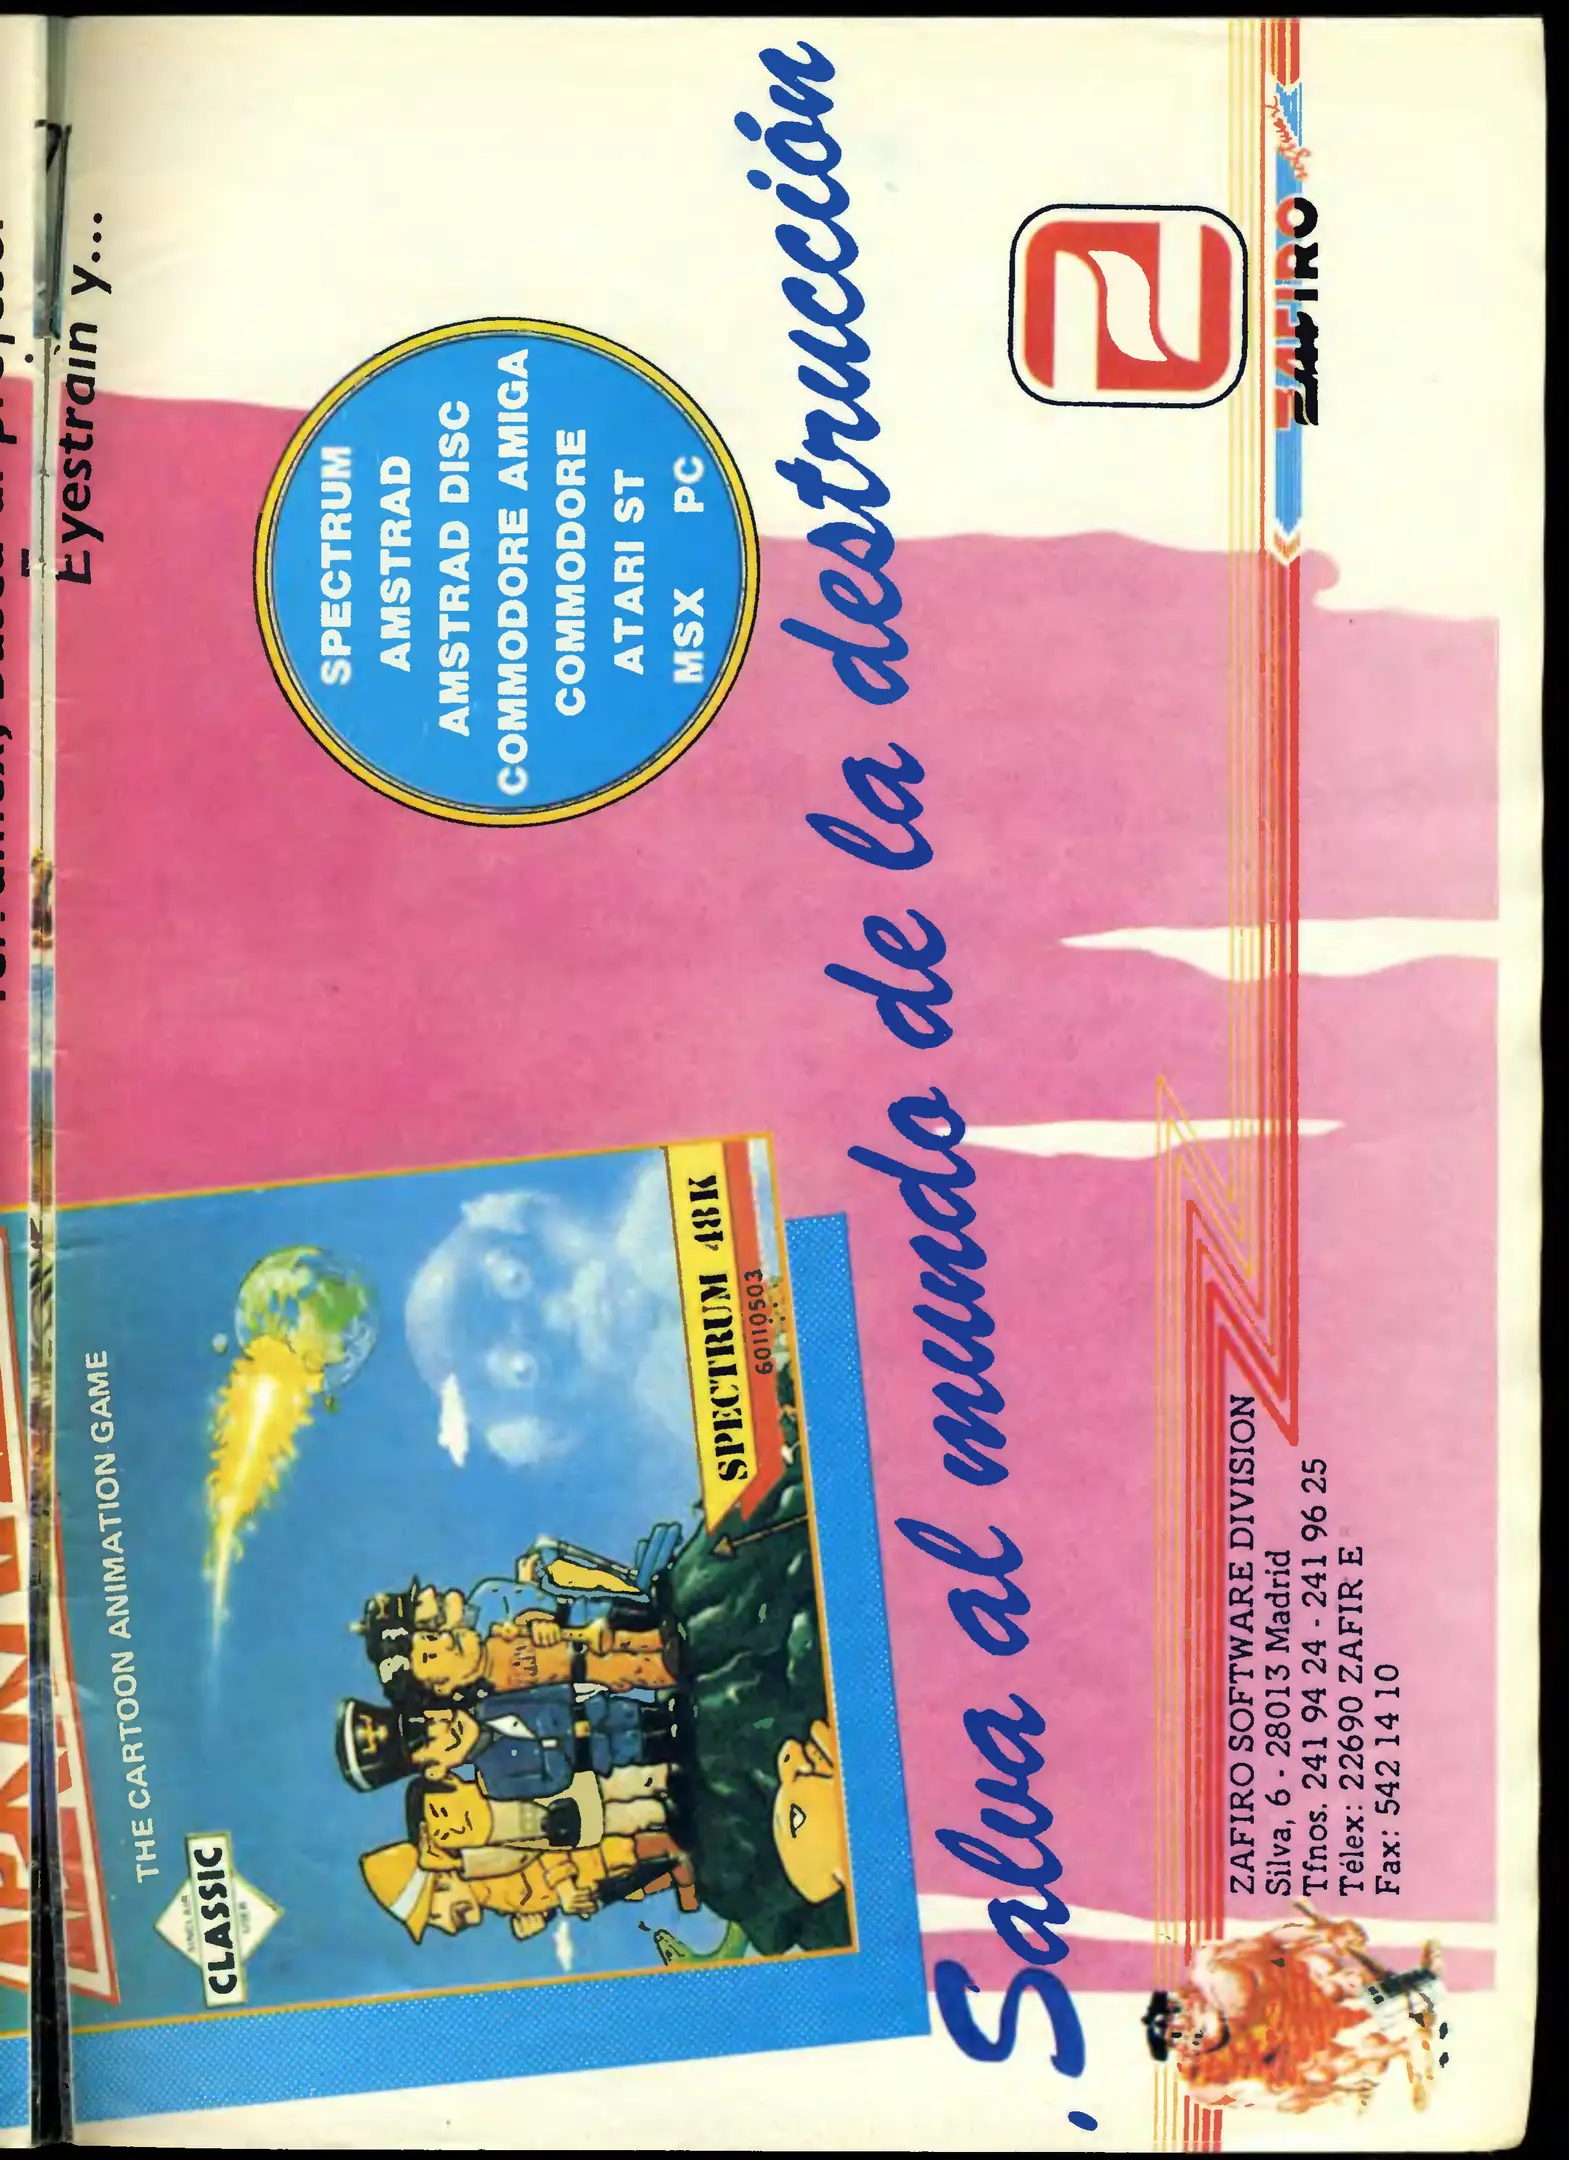 Eyestrain y...
THE CARTOON ANIMATION GAME
SINCLAIR
CLASSIC
USER
SPECTRUM 48K
60110503
SPECTRUM
AMSTRAD
AMSTRAD DISC
COMMODORE AMIGA
COMMODORE
ATARI ST
MSX PC
. Salva al mundo de la destrucción
ZAFIRO SOFTWARE DIVISION
Silva, 6 - 28013 Madrid
Tfnos. 241 94 24 - 241 96 25
Télex: 22690 ZAFIR E
Fax: 542 14 10
ZAFIRO